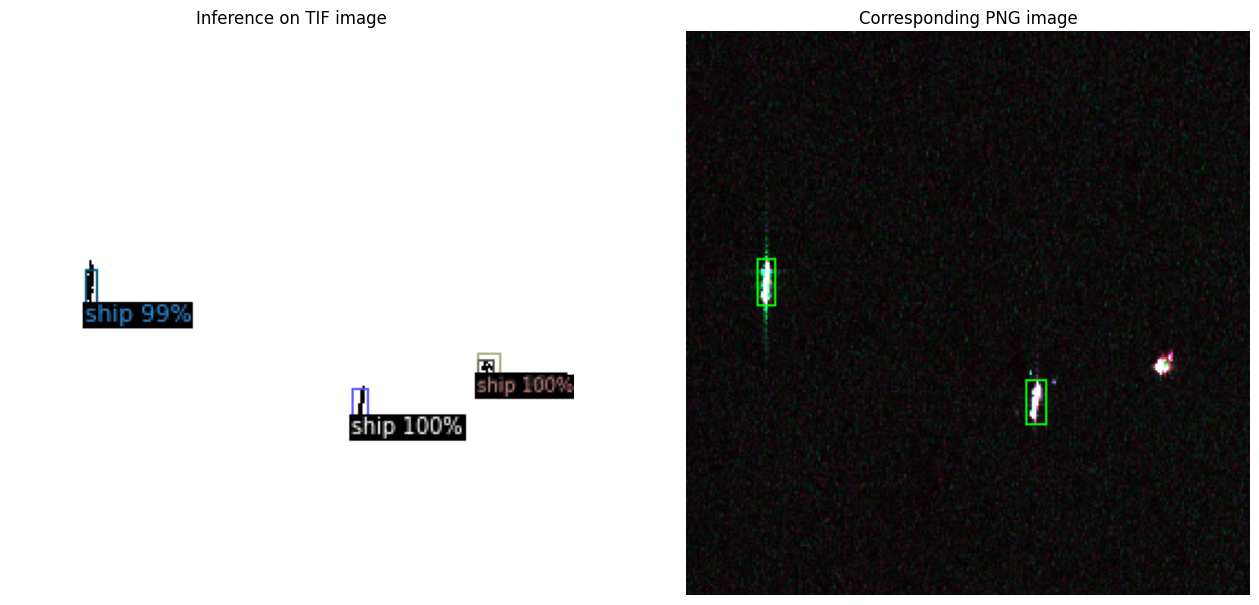 Inference on TIF image
Corresponding PNG image
ship 99%
ship 100%
ship 100%